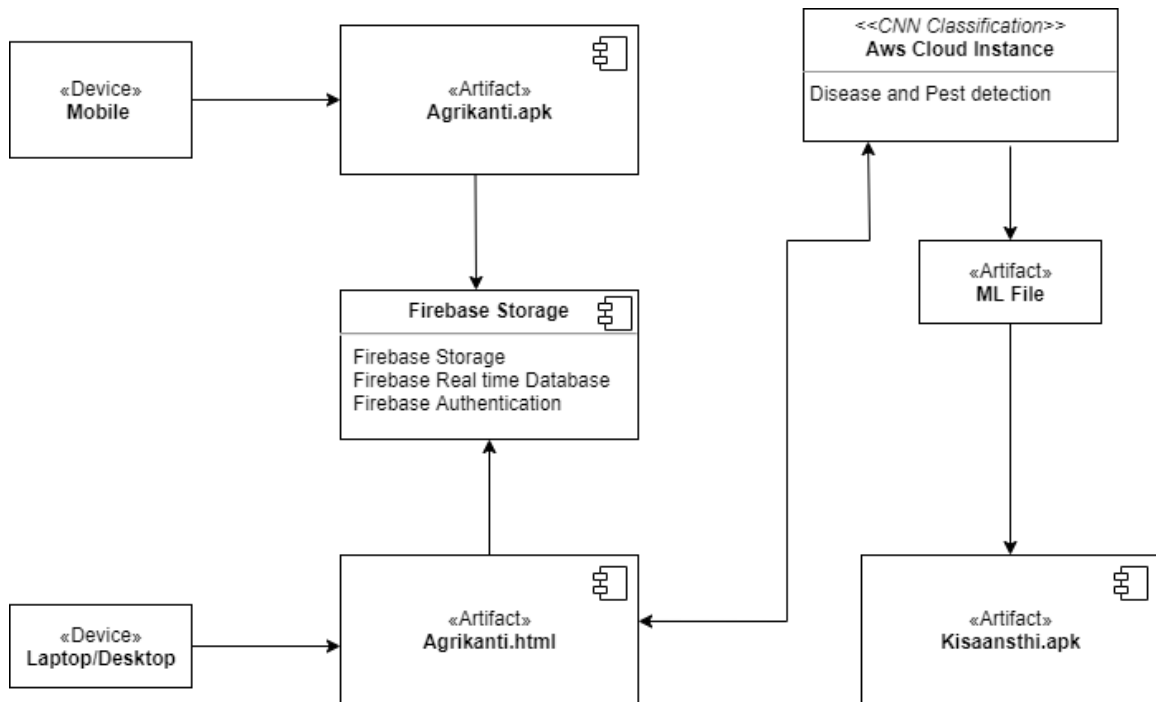 «Device»
Mobile
«Artifact»
Agrikanti.apk
<<CNN Classification>>
Aws Cloud Instance
Disease and Pest detection
«Artifact»
ML File
Firebase Storage
Firebase Storage
Firebase Real time Database
Firebase Authentication
«Device»
Laptop/Desktop
«Artifact»
Agrikanti.html
«Artifact»
Kisaansthi.apk